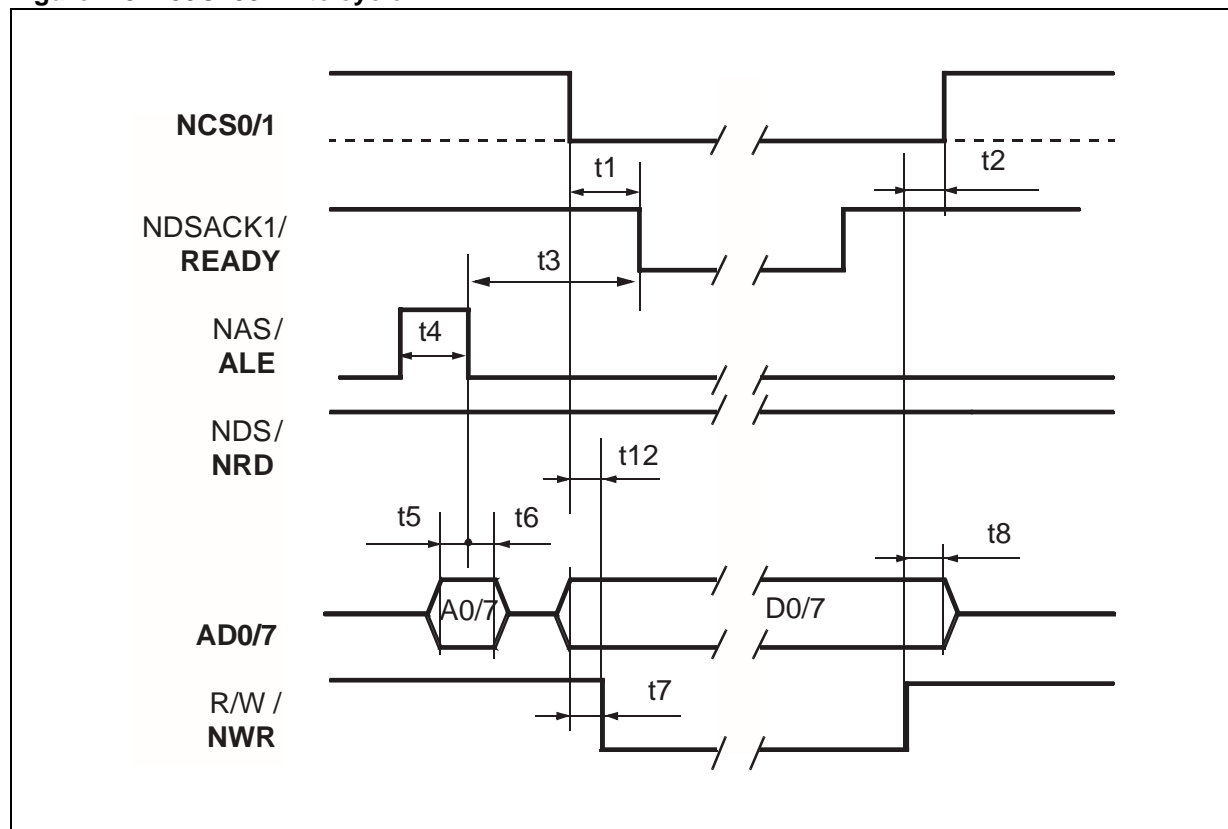 NCS0/1
t1
t2
NDSACK1/
READY
t3
NAS/
ALE
t4
NDS/
NRD
t12
t5
t6
t8
A0/7
D0/7
AD0/7
R/W /
NWR
t7